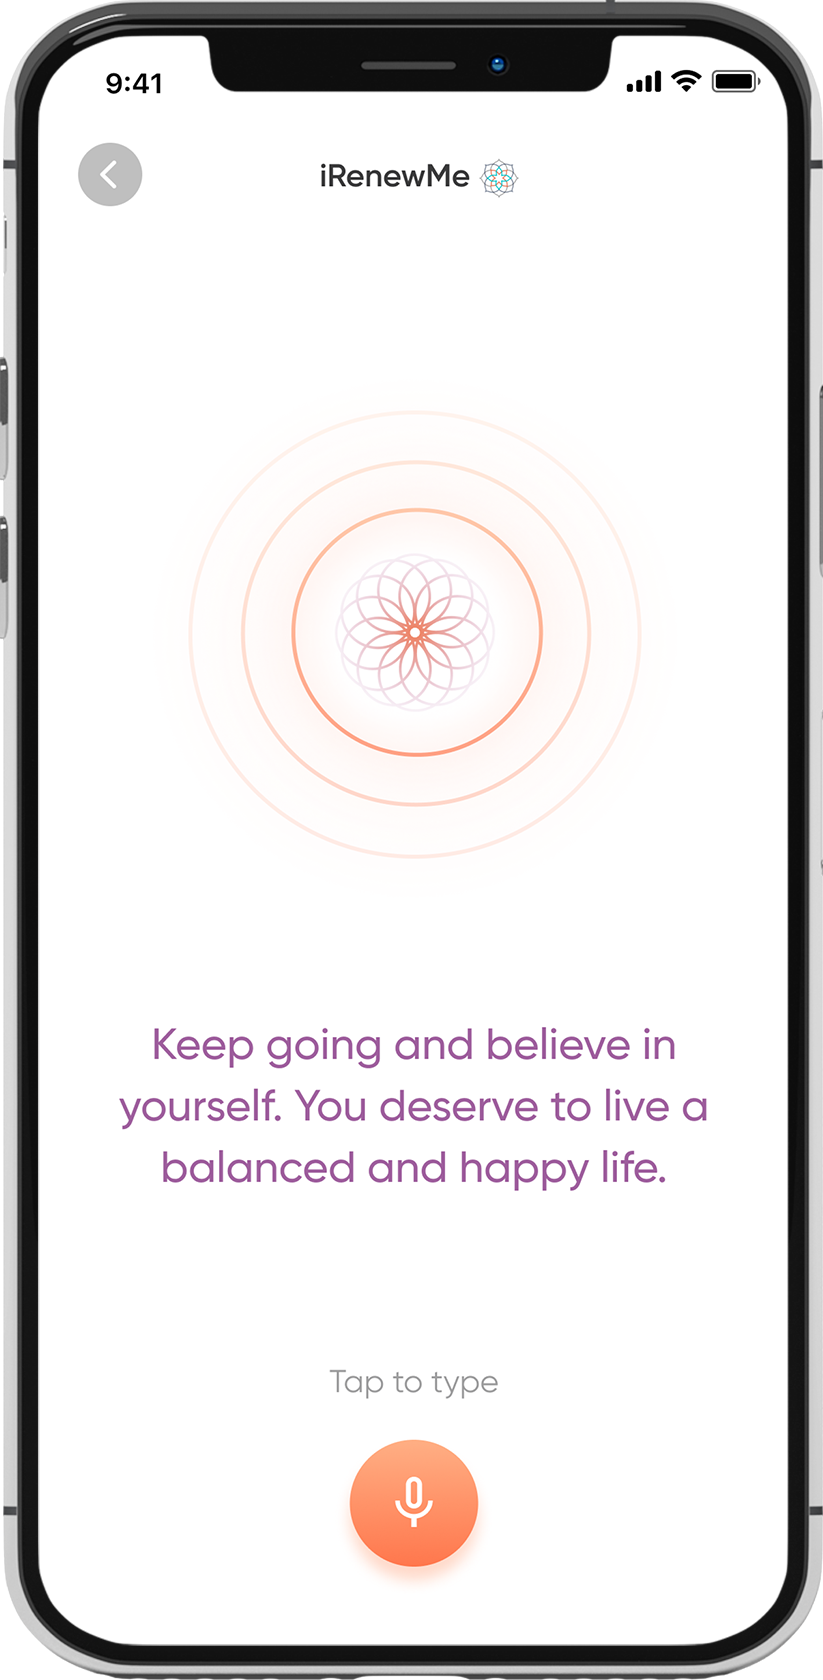 9:41
iRenewMe
Keep going and believe in
yourself. You deserve to live a
balanced and happy life.
Tap to type